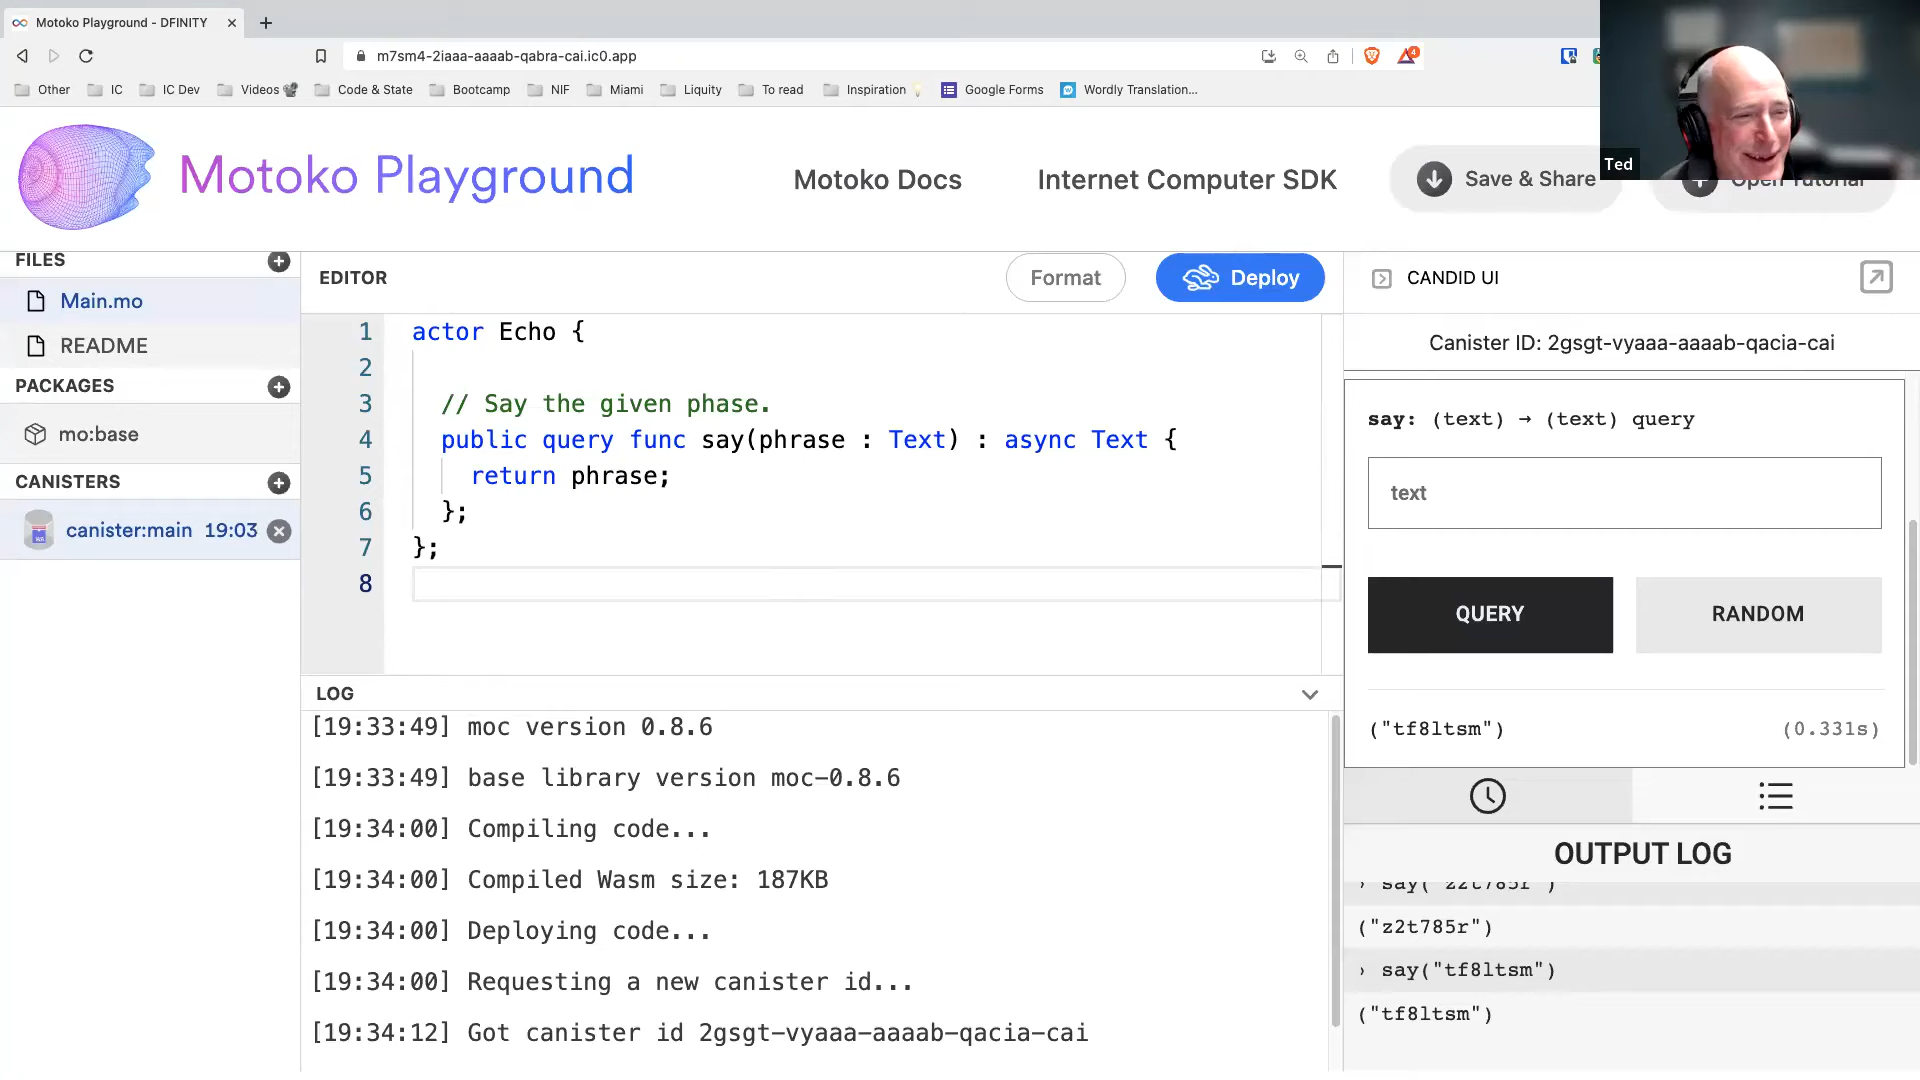 Motoko Playground - DFINITY
m7sm4-2iaaa-aaaab-qabra-cai.ic0.app
4
Other IC IC Dev Videos Code & State Bootcamp NIF Miami Liquity To read Inspiration Google Forms Wordly Translation...
Ted
Motoko Playground
Motoko Docs
Internet Computer SDK
Save & Share
Open Tutorial
FILES
Main.mo
README
PACKAGES
mo:base
CANISTERS
canister:main 19:03
EDITOR
Format
Deploy
1 actor Echo {
2
3 // Say the given phase.
4 public query func say(phrase : Text) : async Text {
5 return phrase;
6 };
7 };
8
LOG
[19:33:49] moc version 0.8.6
[19:33:49] base library version moc-0.8.6
[19:34:00] Compiling code...
[19:34:00] Compiled Wasm size: 187KB
[19:34:00] Deploying code...
[19:34:00] Requesting a new canister id...
[19:34:12] Got canister id 2gsgt-vyaaa-aaaab-qacia-cai
CANDID UI
Canister ID: 2gsgt-vyaaa-aaaab-qacia-cai
say: (text) → (text) query
text
QUERY
RANDOM
("tf8ltsm")
(0.331s)
OUTPUT LOG
› say("z2t785r")
("z2t785r")
› say("tf8ltsm")
("tf8ltsm")